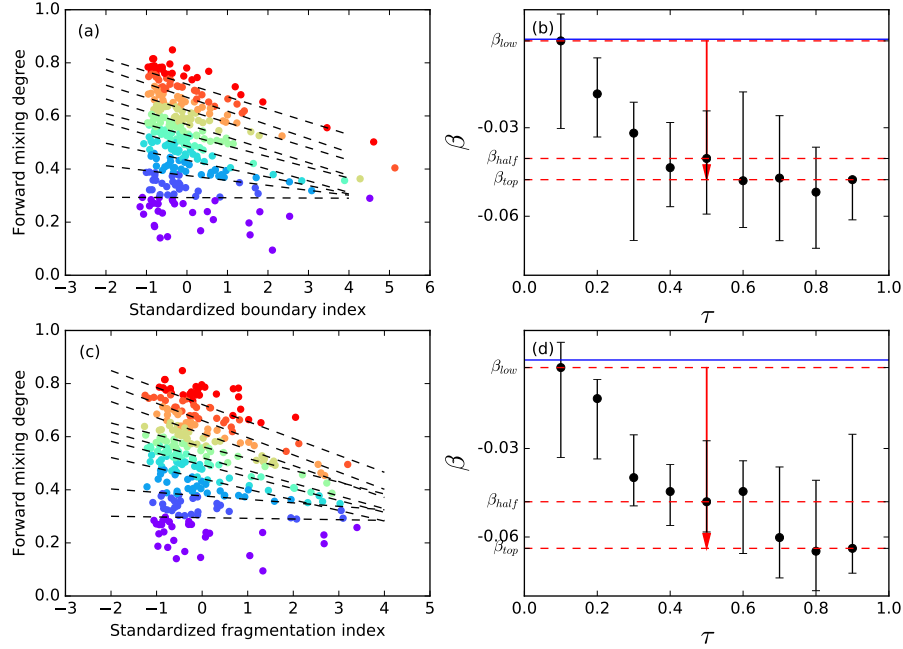 (a)
Forward mixing degree
1.0
0.8
0.6
0.4
0.2
0.0
−3 −2 −1 0 1 2 3 4 5 6
Standardized boundary index
(b)
β
β_low
-0.03
β_half
β_top
-0.06
0.0 0.2 0.4 0.6 0.8 1.0
τ
(c)
Forward mixing degree
1.0
0.8
0.6
0.4
0.2
0.0
−3 −2 −1 0 1 2 3 4 5
Standardized fragmentation index
(d)
β
β_low
-0.03
β_half
-0.06
β_top
0.0 0.2 0.4 0.6 0.8 1.0
τ